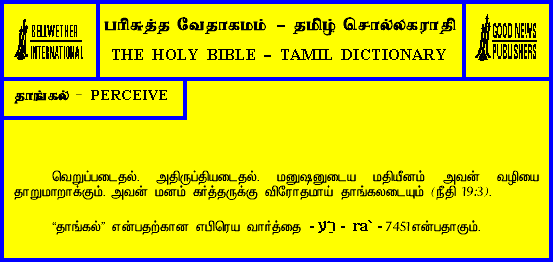 BELLWETHER
INTERNATIONAL
பரிசுத்த வேதாகமம் – தமிழ் சொல்லகராதி
THE HOLY BIBLE – TAMIL DICTIONARY
GOOD NEWS
PUBLISHERS
தாங்கல் – PERCEIVE
வெறுப்படைதல். அதிருப்தியடைதல். மனுஷனுடைய மதியீனம் அவன் வழியை
தாறுமாறாக்கும். அவன் மனம் கர்த்தருக்கு விரோதமாய் தாங்கலடையும் (நீதி 19:3).
“தாங்கல்” என்பதற்கான எபிரெய வார்த்தை - רַע - ra` - 7451என்பதாகும்.